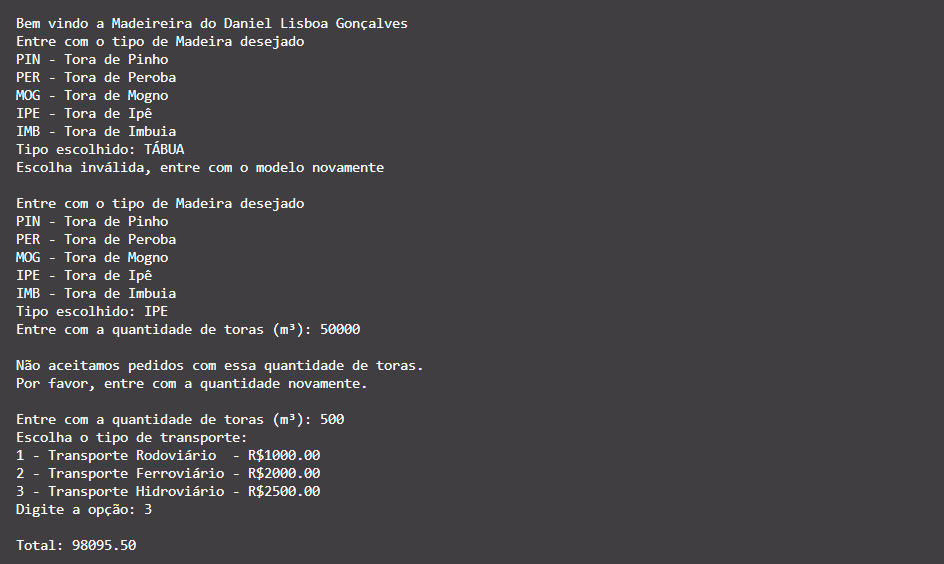 Bem vindo a Madeireira do Daniel Lisboa Gonçalves
Entre com o tipo de Madeira desejado
PIN - Tora de Pinho
PER - Tora de Peroba
MOG - Tora de Mogno
IPE - Tora de Ipê
IMB - Tora de Imbuia
Tipo escolhido: TÁBUA
Escolha inválida, entre com o modelo novamente
Entre com o tipo de Madeira desejado
PIN - Tora de Pinho
PER - Tora de Peroba
MOG - Tora de Mogno
IPE - Tora de Ipê
IMB - Tora de Imbuia
Tipo escolhido: IPE
Entre com a quantidade de toras (m³): 50000
Não aceitamos pedidos com essa quantidade de toras.
Por favor, entre com a quantidade novamente.
Entre com a quantidade de toras (m³): 500
Escolha o tipo de transporte:
1 - Transporte Rodoviário  - R$1000.00
2 - Transporte Ferroviário - R$2000.00
3 - Transporte Hidroviário - R$2500.00
Digite a opção: 3
Total: 98095.50